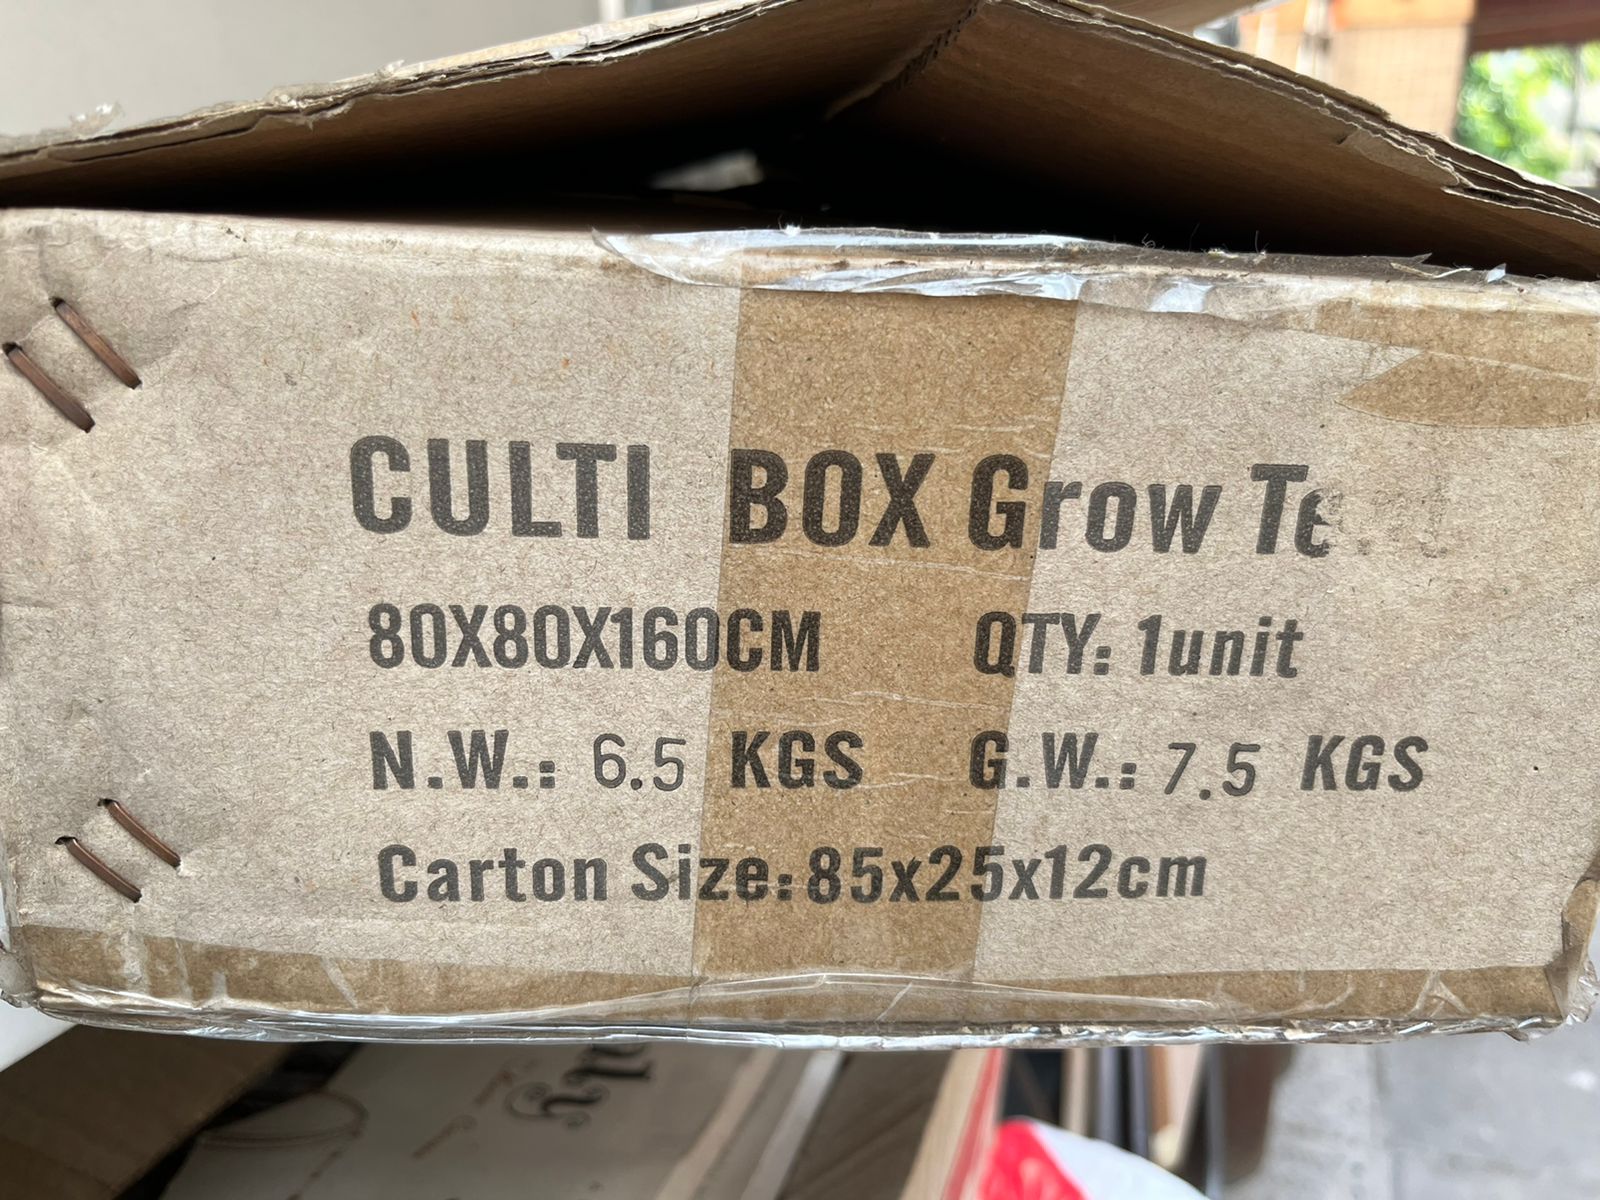 CULTI BOX Grow Te
80X80X160CM QTY: 1unit
N.W.: 6.5 KGS G.W.: 7.5 KGS
Carton Size: 85x25x12cm